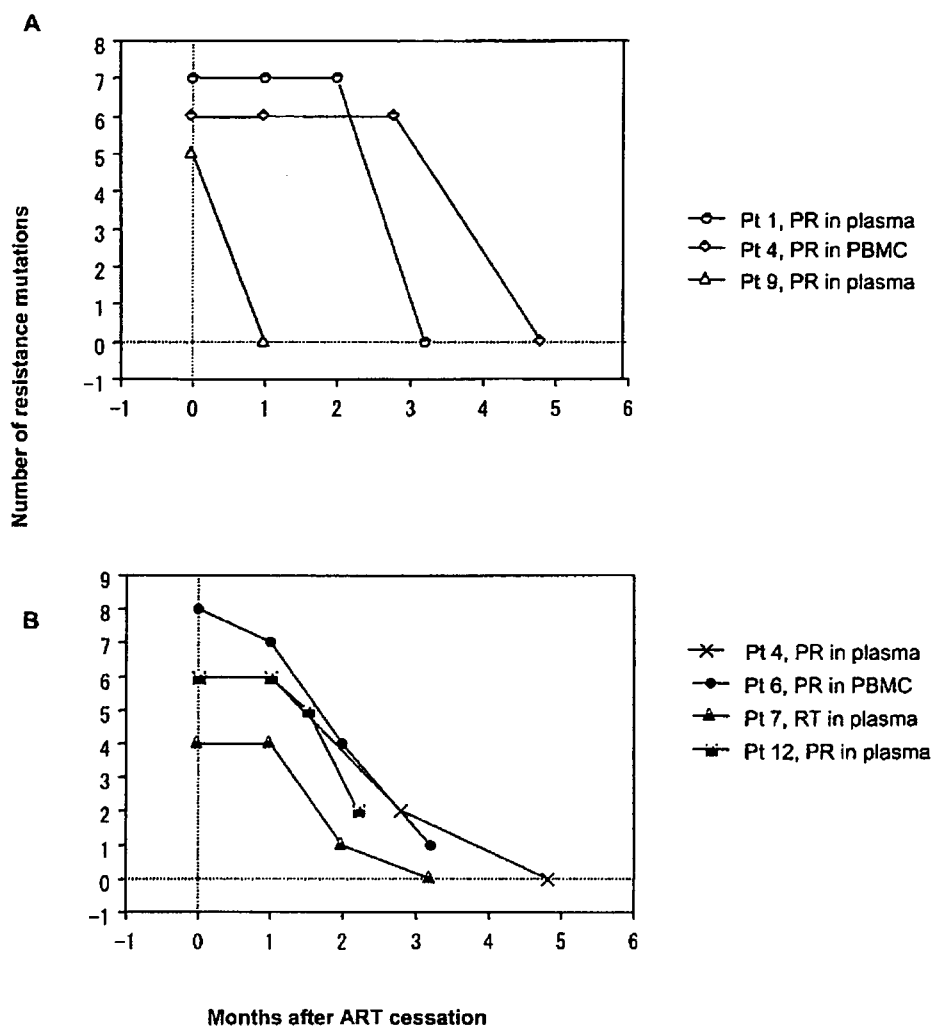 A
Number of resistance mutations
8
7
6
5
4
3
2
1
0
−1
−1 0 1 2 3 4 5 6
Pt 1, PR in plasma
Pt 4, PR in PBMC
Pt 9, PR in plasma
B
9
8
7
6
5
4
3
2
1
0
−1
−1 0 1 2 3 4 5 6
Pt 4, PR in plasma
Pt 6, PR in PBMC
Pt 7, RT in plasma
Pt 12, PR in plasma
Months after ART cessation